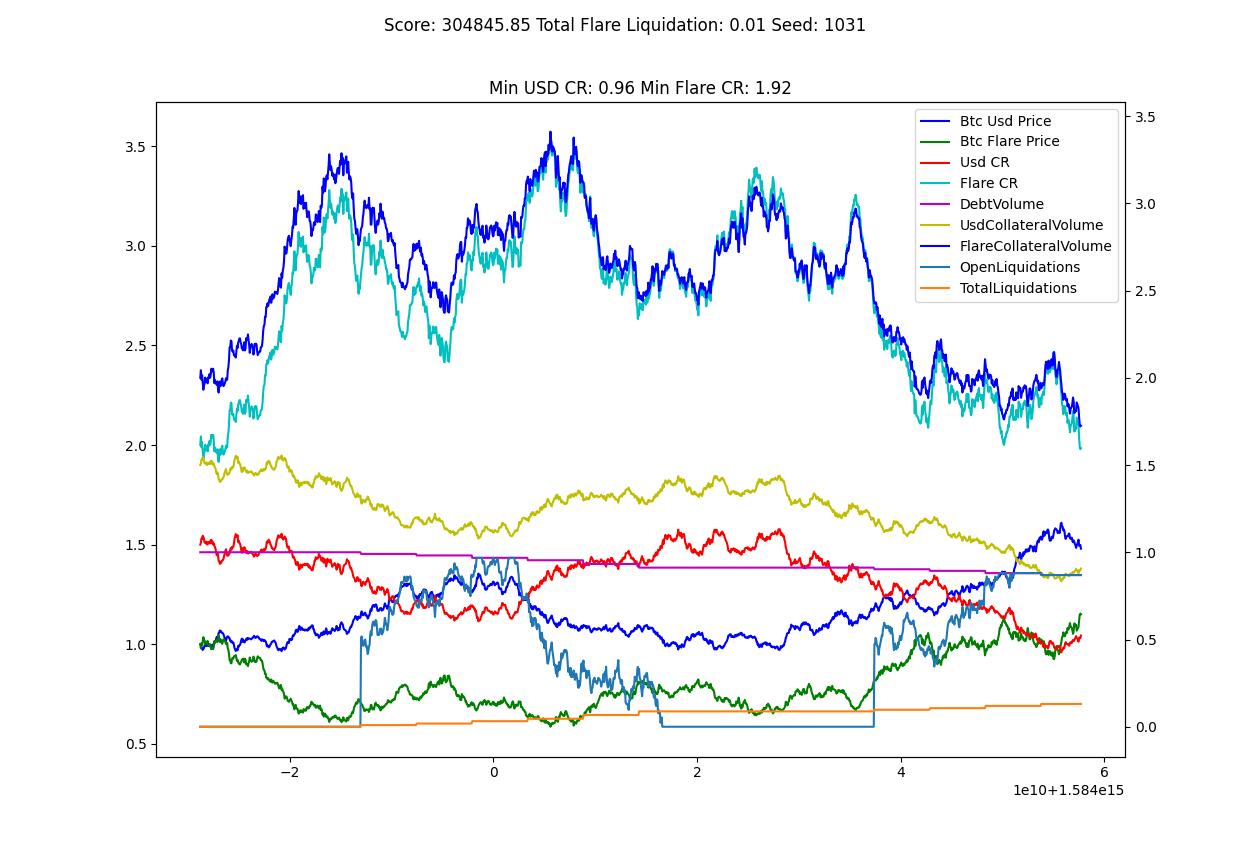 Score: 304845.85 Total Flare Liquidation: 0.01 Seed: 1031
Min USD CR: 0.96 Min Flare CR: 1.92
Btc Usd Price
Btc Flare Price
Usd CR
Flare CR
DebtVolume
UsdCollateralVolume
FlareCollateralVolume
OpenLiquidations
TotalLiquidations
3.5
3.0
2.5
2.0
1.5
1.0
0.5
3.5
3.0
2.5
2.0
1.5
1.0
0.5
0.0
−2 0 2 4 6
1e10+1.584e15